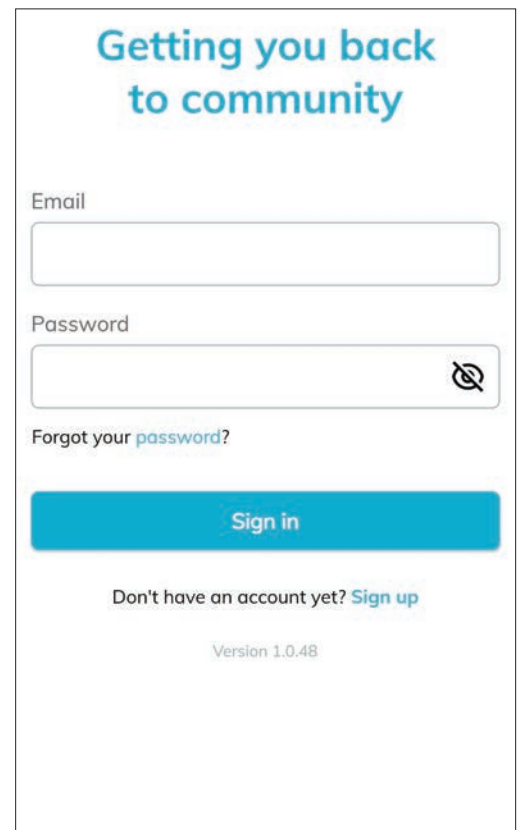 Getting you back
to community
Email
Password
Forgot your password?
Sign in
Don't have an account yet? Sign up
Version 1.0.48